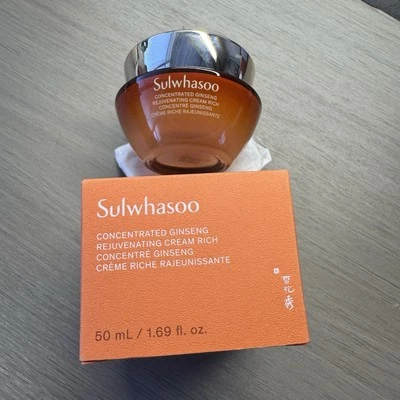 Sulwhasoo
CONCENTRATED GINSENG
REJUVENATING CREAM RICH
CONCENTRÉ GINSENG
CRÈME RICHE RAJEUNISSANTE
Sulwhasoo
CONCENTRATED GINSENG
REJUVENATING CREAM RICH
CONCENTRÉ GINSENG
CRÈME RICHE RAJEUNISSANTE
50 mL / 1.69 fl. oz.
雪花秀